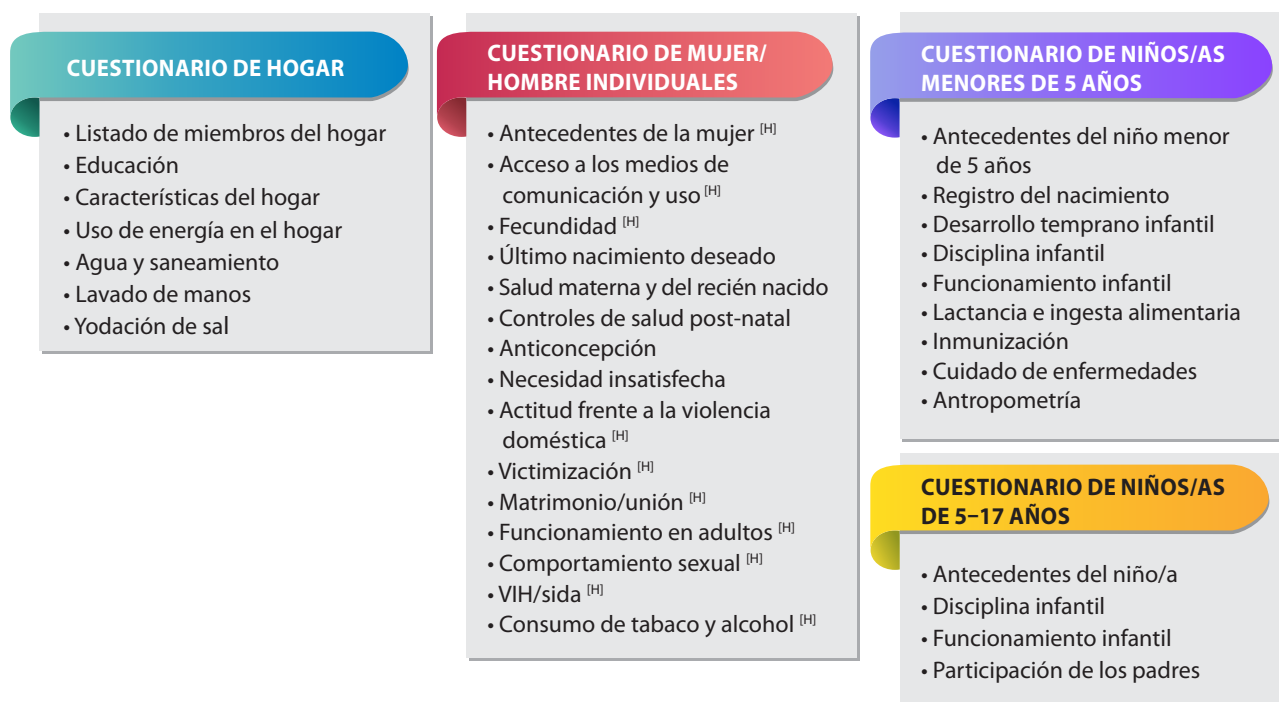 CUESTIONARIO DE HOGAR
• Listado de miembros del hogar
• Educación
• Características del hogar
• Uso de energía en el hogar
• Agua y saneamiento
• Lavado de manos
• Yodación de sal
CUESTIONARIO DE MUJER/
HOMBRE INDIVIDUALES
• Antecedentes de la mujer [H]
• Acceso a los medios de
comunicación y uso [H]
• Fecundidad [H]
• Último nacimiento deseado
• Salud materna y del recién nacido
• Controles de salud post-natal
• Anticoncepción
• Necesidad insatisfecha
• Actitud frente a la violencia
doméstica [H]
• Victimización [H]
• Matrimonio/unión [H]
• Funcionamiento en adultos [H]
• Comportamiento sexual [H]
• VIH/sida [H]
• Consumo de tabaco y alcohol [H]
CUESTIONARIO DE NIÑOS/AS
MENORES DE 5 AÑOS
• Antecedentes del niño menor
de 5 años
• Registro del nacimiento
• Desarrollo temprano infantil
• Disciplina infantil
• Funcionamiento infantil
• Lactancia e ingesta alimentaria
• Inmunización
• Cuidado de enfermedades
• Antropometría
CUESTIONARIO DE NIÑOS/AS
DE 5–17 AÑOS
• Antecedentes del niño/a
• Disciplina infantil
• Funcionamiento infantil
• Participación de los padres